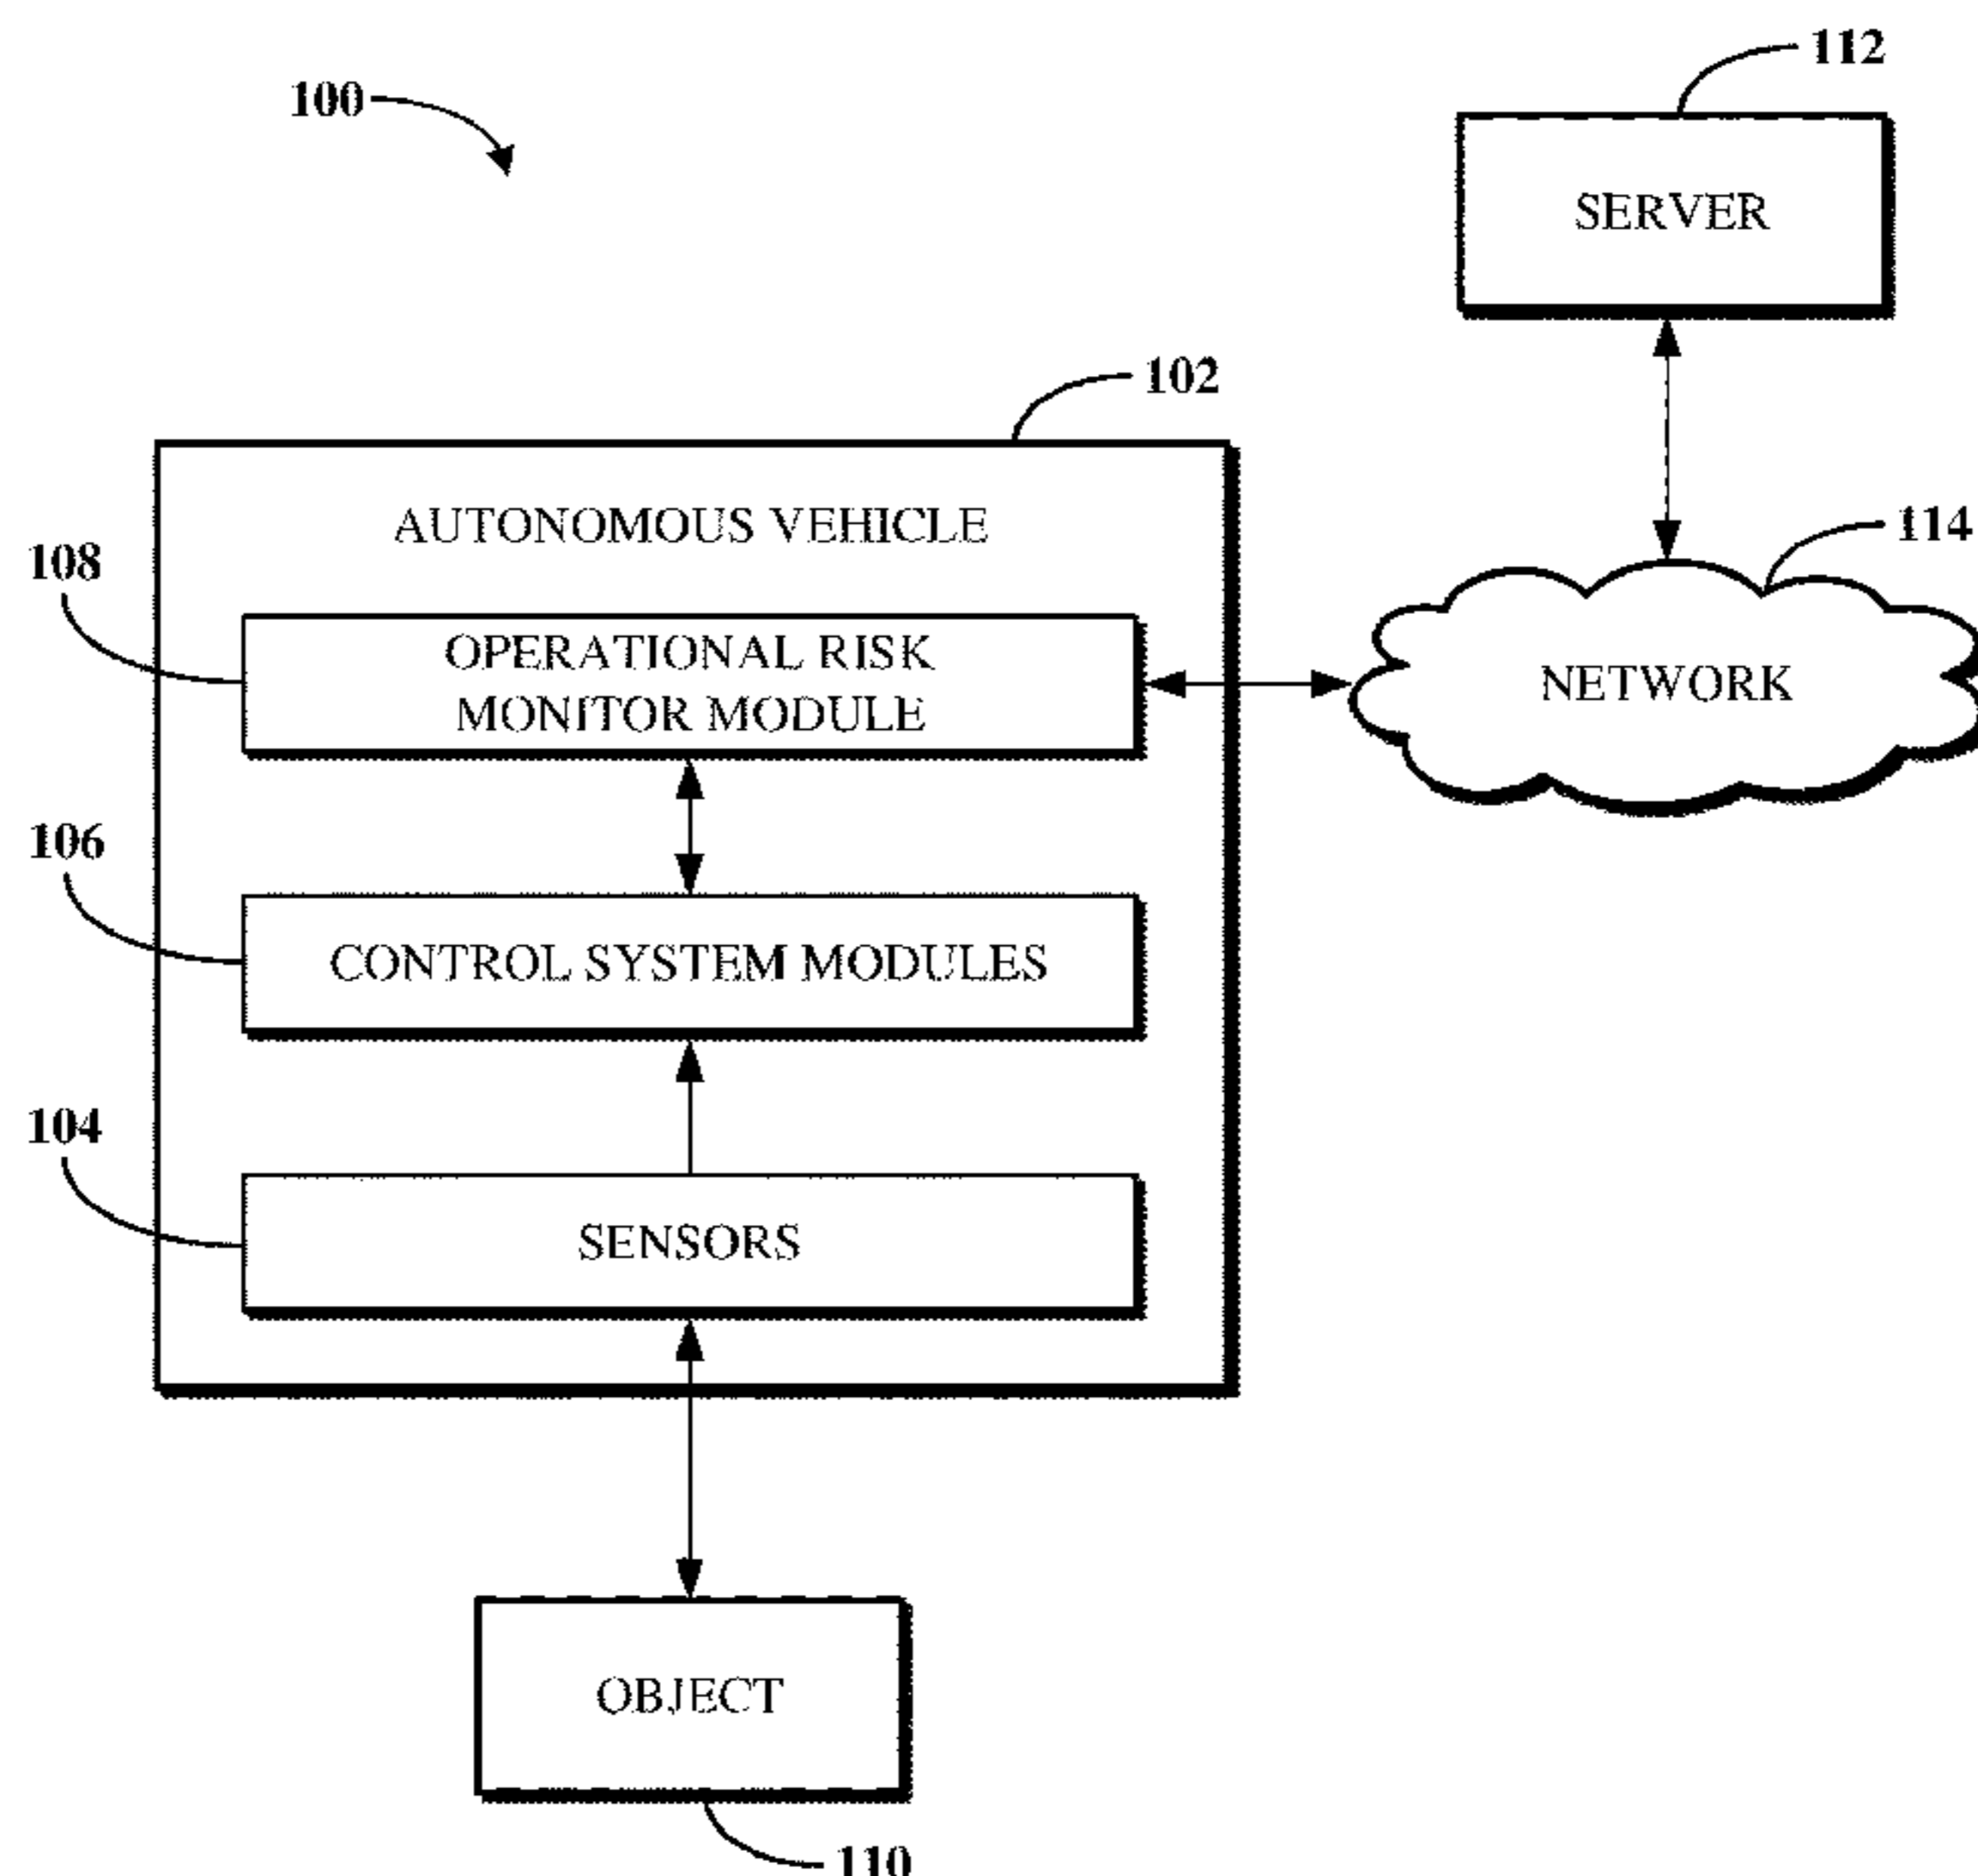 100
112
SERVER
102
114
AUTONOMOUS VEHICLE
108
OPERATIONAL RISK
MONITOR MODULE
NETWORK
106
CONTROL SYSTEM MODULES
104
SENSORS
OBJECT
110